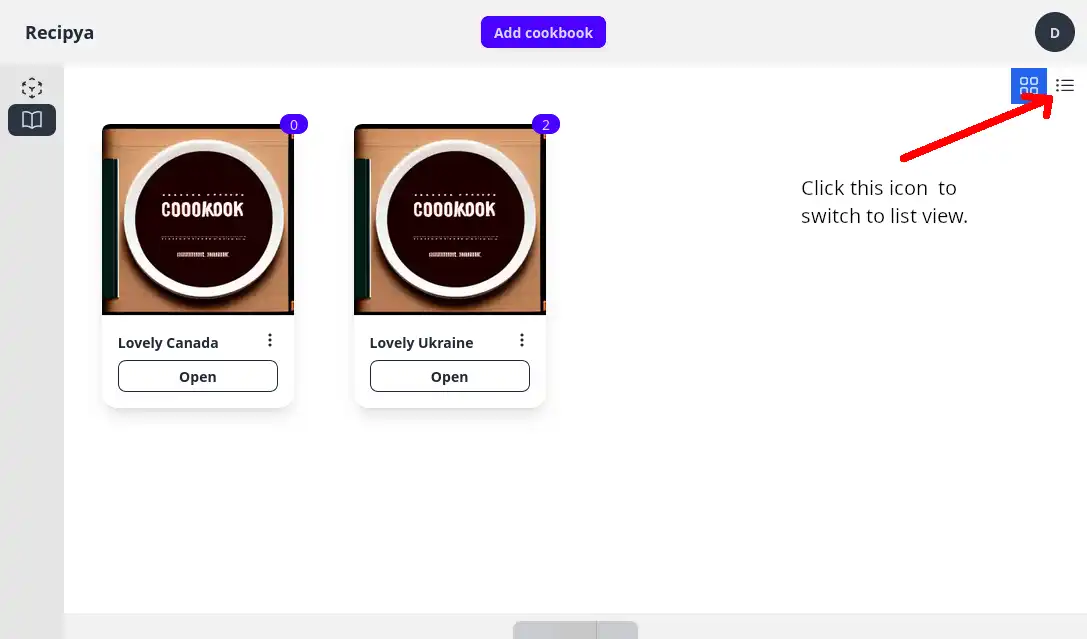 Recipya
Add cookbook
D
0
2
COOOKOOK
COOOKOOK
Click this icon to
switch to list view.
Lovely Canada
Lovely Ukraine
Open
Open